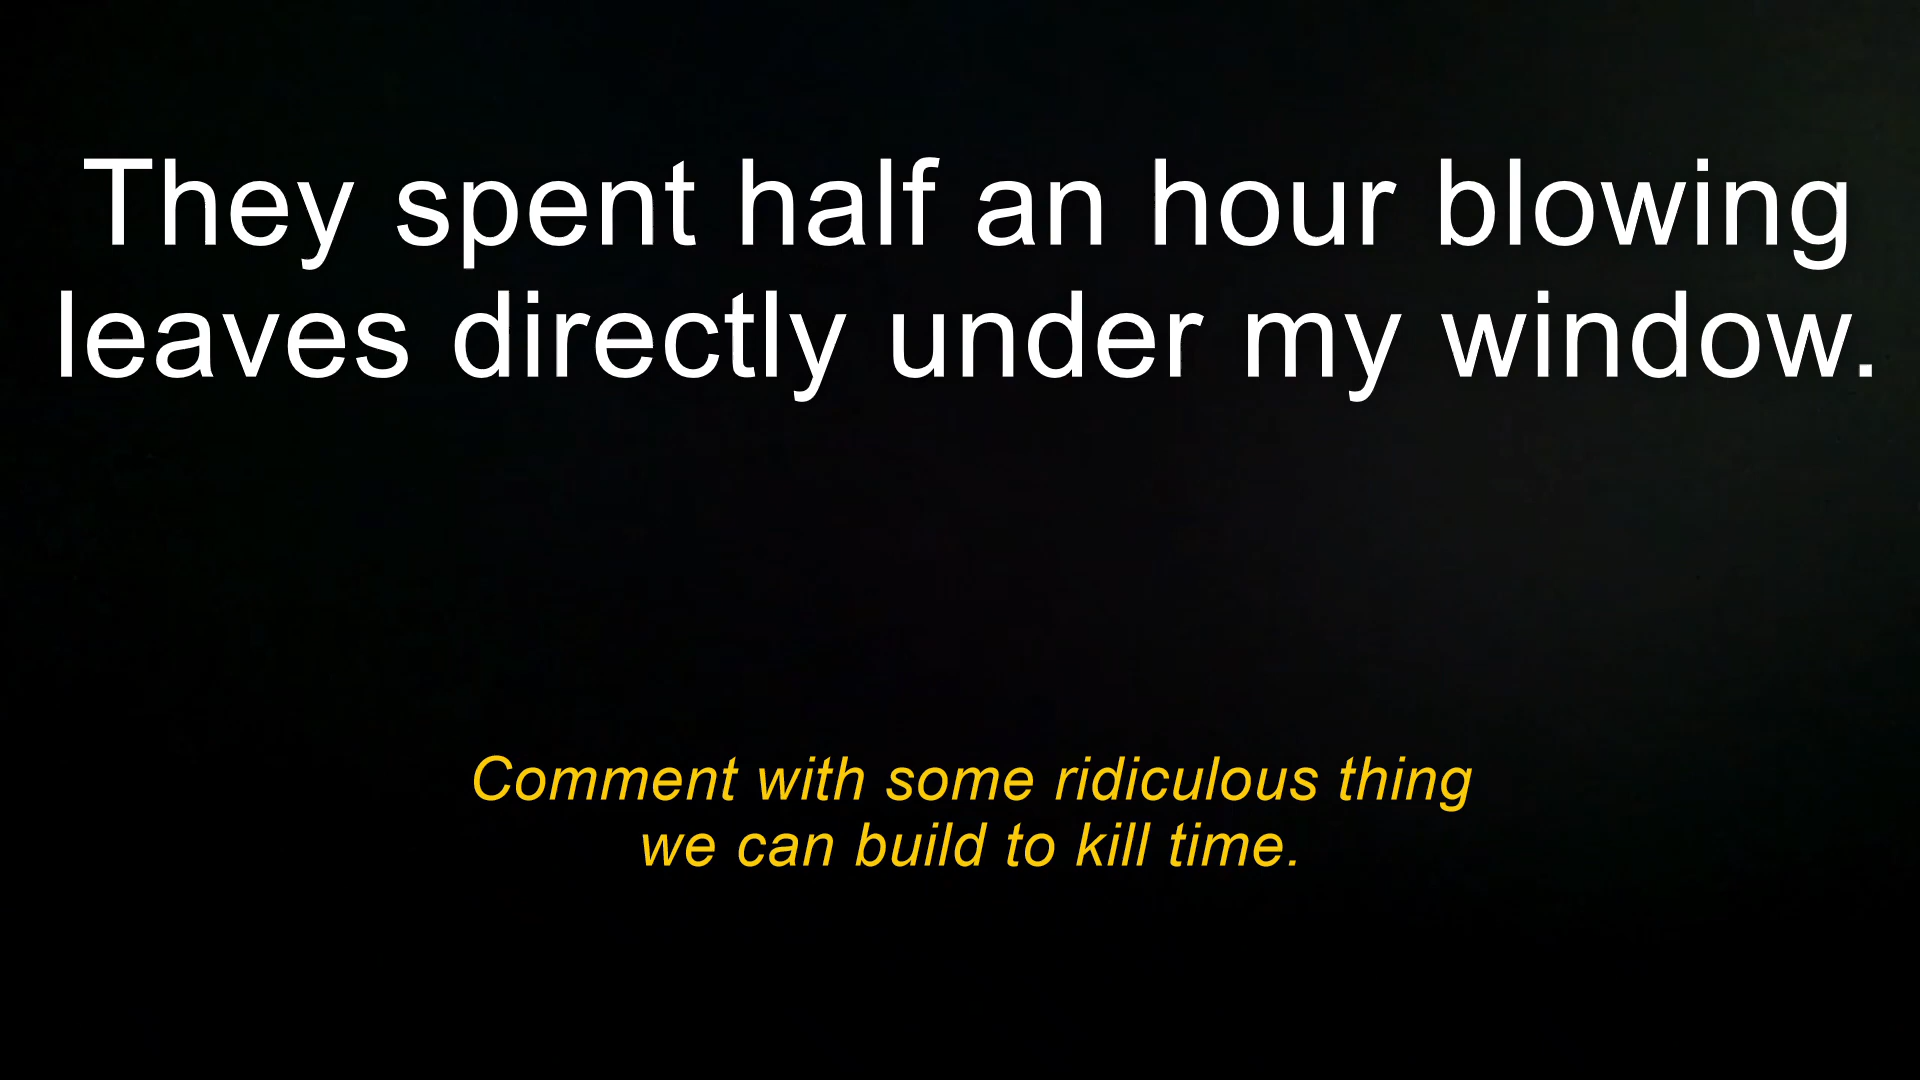 They spent half an hour blowing
leaves directly under my window.
Comment with some ridiculous thing
we can build to kill time.